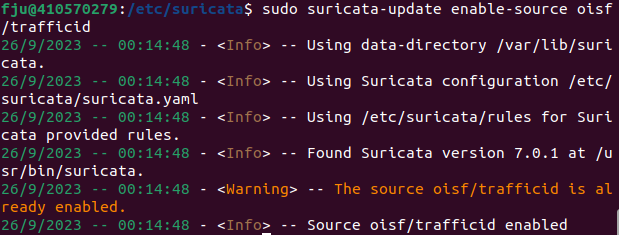 fju@410570279:/etc/suricata$ sudo suricata-update enable-source oisf
/trafficid
26/9/2023 -- 00:14:48 - <Info> -- Using data-directory /var/lib/suri
cata.
26/9/2023 -- 00:14:48 - <Info> -- Using Suricata configuration /etc/
suricata/suricata.yaml
26/9/2023 -- 00:14:48 - <Info> -- Using /etc/suricata/rules for Suri
cata provided rules.
26/9/2023 -- 00:14:48 - <Info> -- Found Suricata version 7.0.1 at /u
sr/bin/suricata.
26/9/2023 -- 00:14:48 - <Warning> -- The source oisf/trafficid is al
ready enabled.
26/9/2023 -- 00:14:48 - <Info> -- Source oisf/trafficid enabled